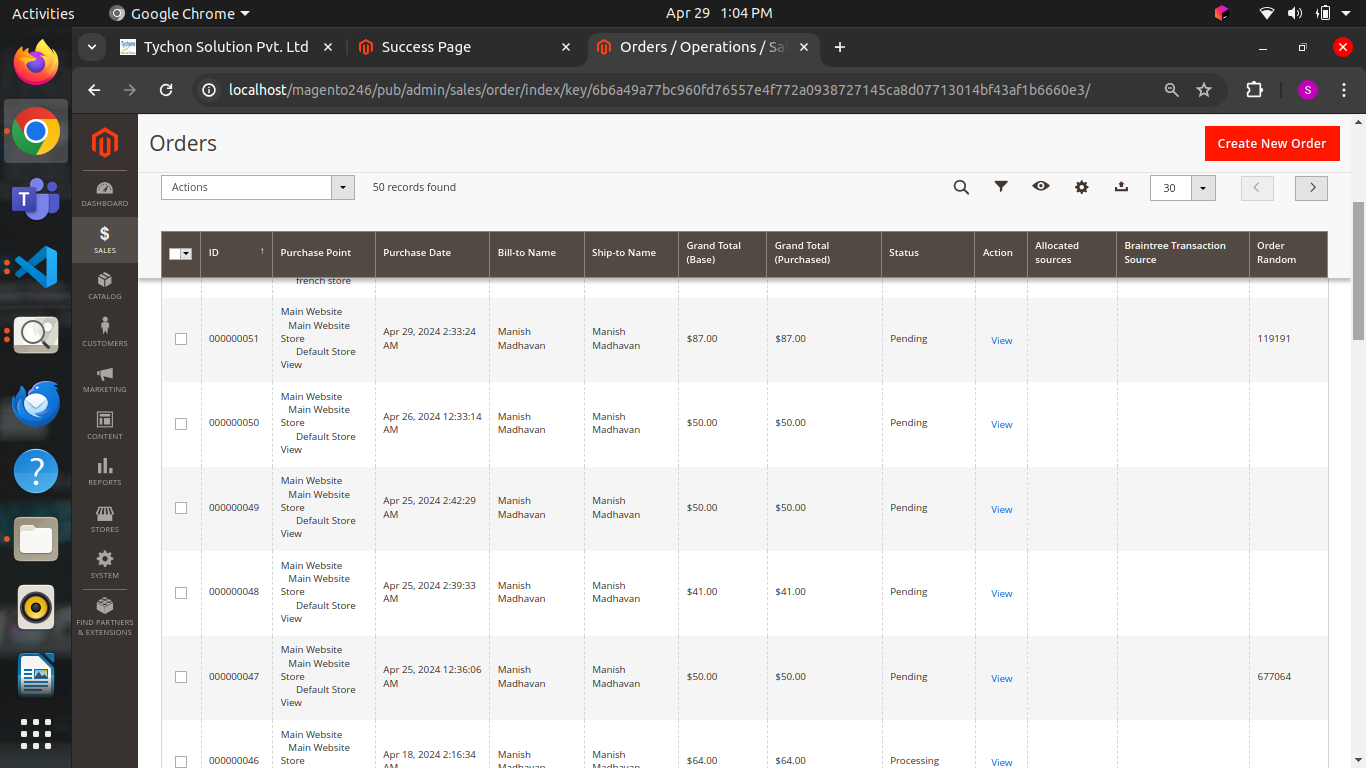 Activities
Google Chrome
Apr 29 1:04 PM
Tychon Solution Pvt. Ltd
Success Page
Orders / Operations / Sa
localhost/magento246/pub/admin/sales/order/index/key/6b6a49a77bc960fd76557e4f772a0938727145ca8d07713014bf43af1b6660e3/
S
Orders
Create New Order
Actions
50 records found
30
DASHBOARD
$
SALES
CATALOG
CUSTOMERS
MARKETING
CONTENT
REPORTS
STORES
SYSTEM
FIND PARTNERS
& EXTENSIONS
ID ↑ Purchase Point Purchase Date Bill-to Name Ship-to Name Grand Total (Base) Grand Total (Purchased) Status Action Allocated sources Braintree Transaction Source Order Random
french store
Main Website
Main Website
Store
Default Store
View
000000051 Apr 29, 2024 2:33:24 AM Manish Madhavan Manish Madhavan $87.00 $87.00 Pending View 119191
Main Website
Main Website
Store
Default Store
View
000000050 Apr 26, 2024 12:33:14 AM Manish Madhavan Manish Madhavan $50.00 $50.00 Pending View
Main Website
Main Website
Store
Default Store
View
000000049 Apr 25, 2024 2:42:29 AM Manish Madhavan Manish Madhavan $50.00 $50.00 Pending View
Main Website
Main Website
Store
Default Store
View
000000048 Apr 25, 2024 2:39:33 AM Manish Madhavan Manish Madhavan $41.00 $41.00 Pending View
Main Website
Main Website
Store
Default Store
View
000000047 Apr 25, 2024 12:36:06 AM Manish Madhavan Manish Madhavan $50.00 $50.00 Pending View 677064
Main Website
Main Website
Store
000000046 Apr 18, 2024 2:16:34 AM Manish Madhavan Manish Madhavan $64.00 $64.00 Processing View